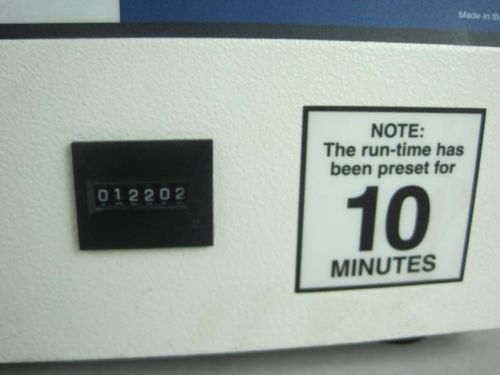 Made in th
012202
NOTE:
The run-time has
been preset for
10
MINUTES